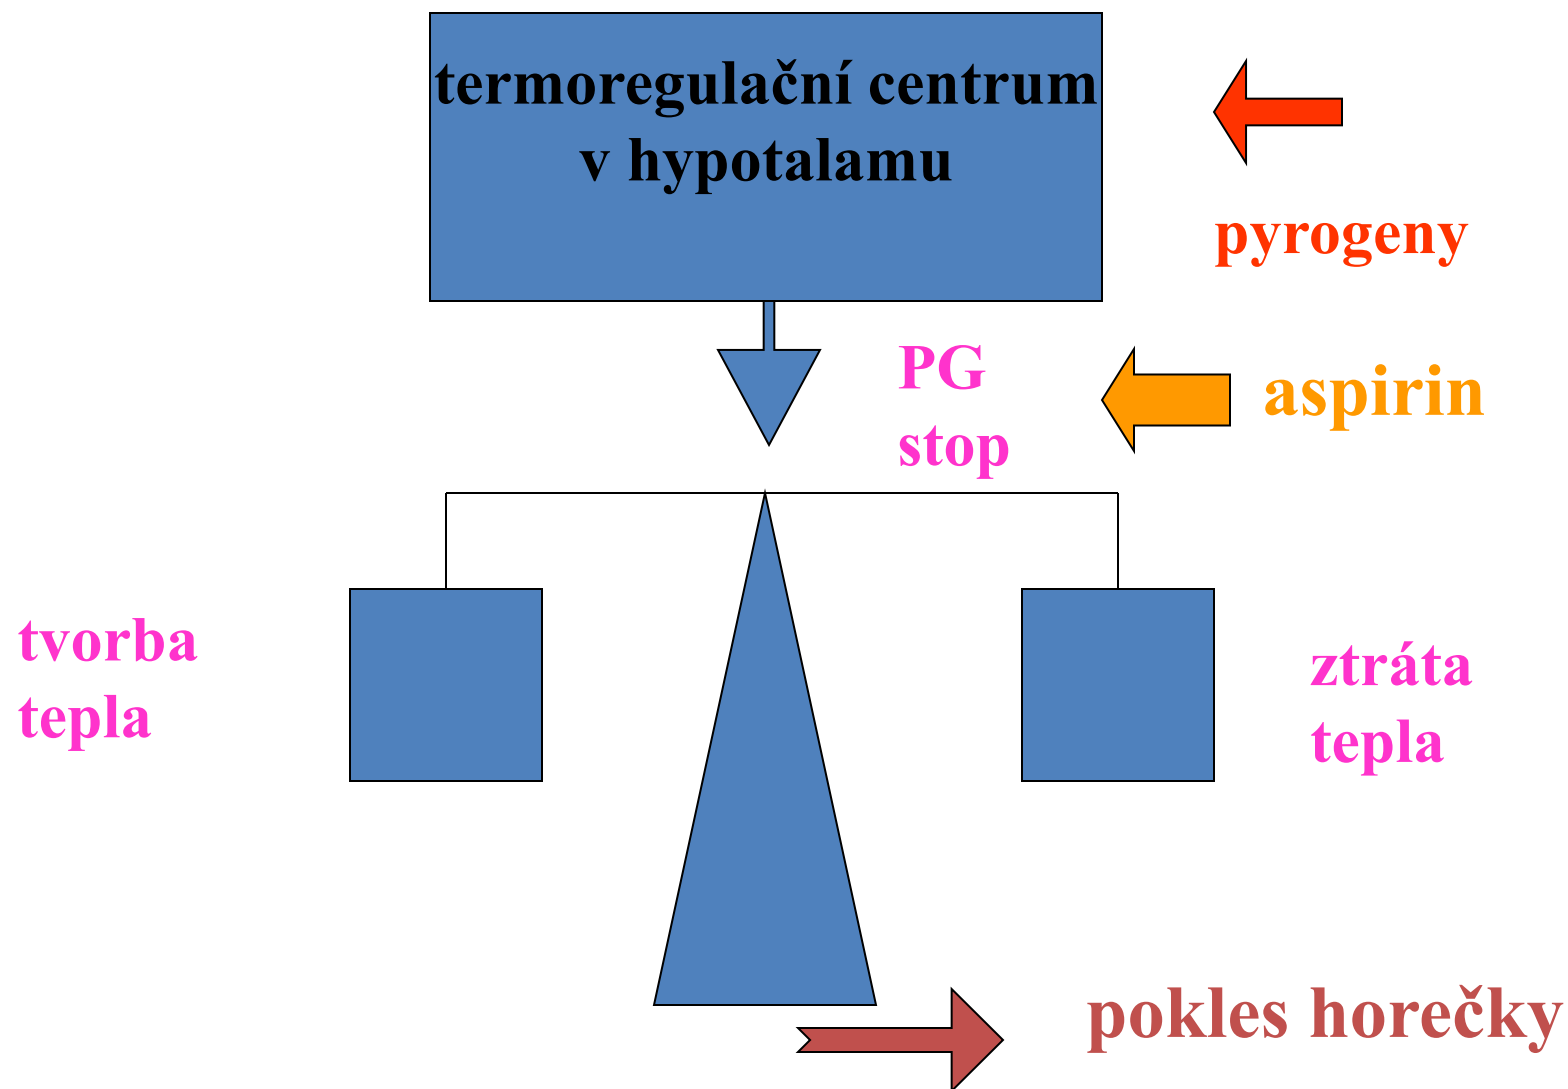 termoregulační centrum
v hypotalamu
pyrogeny
PG
stop
aspirin
tvorba
tepla
ztráta
tepla
pokles horečky